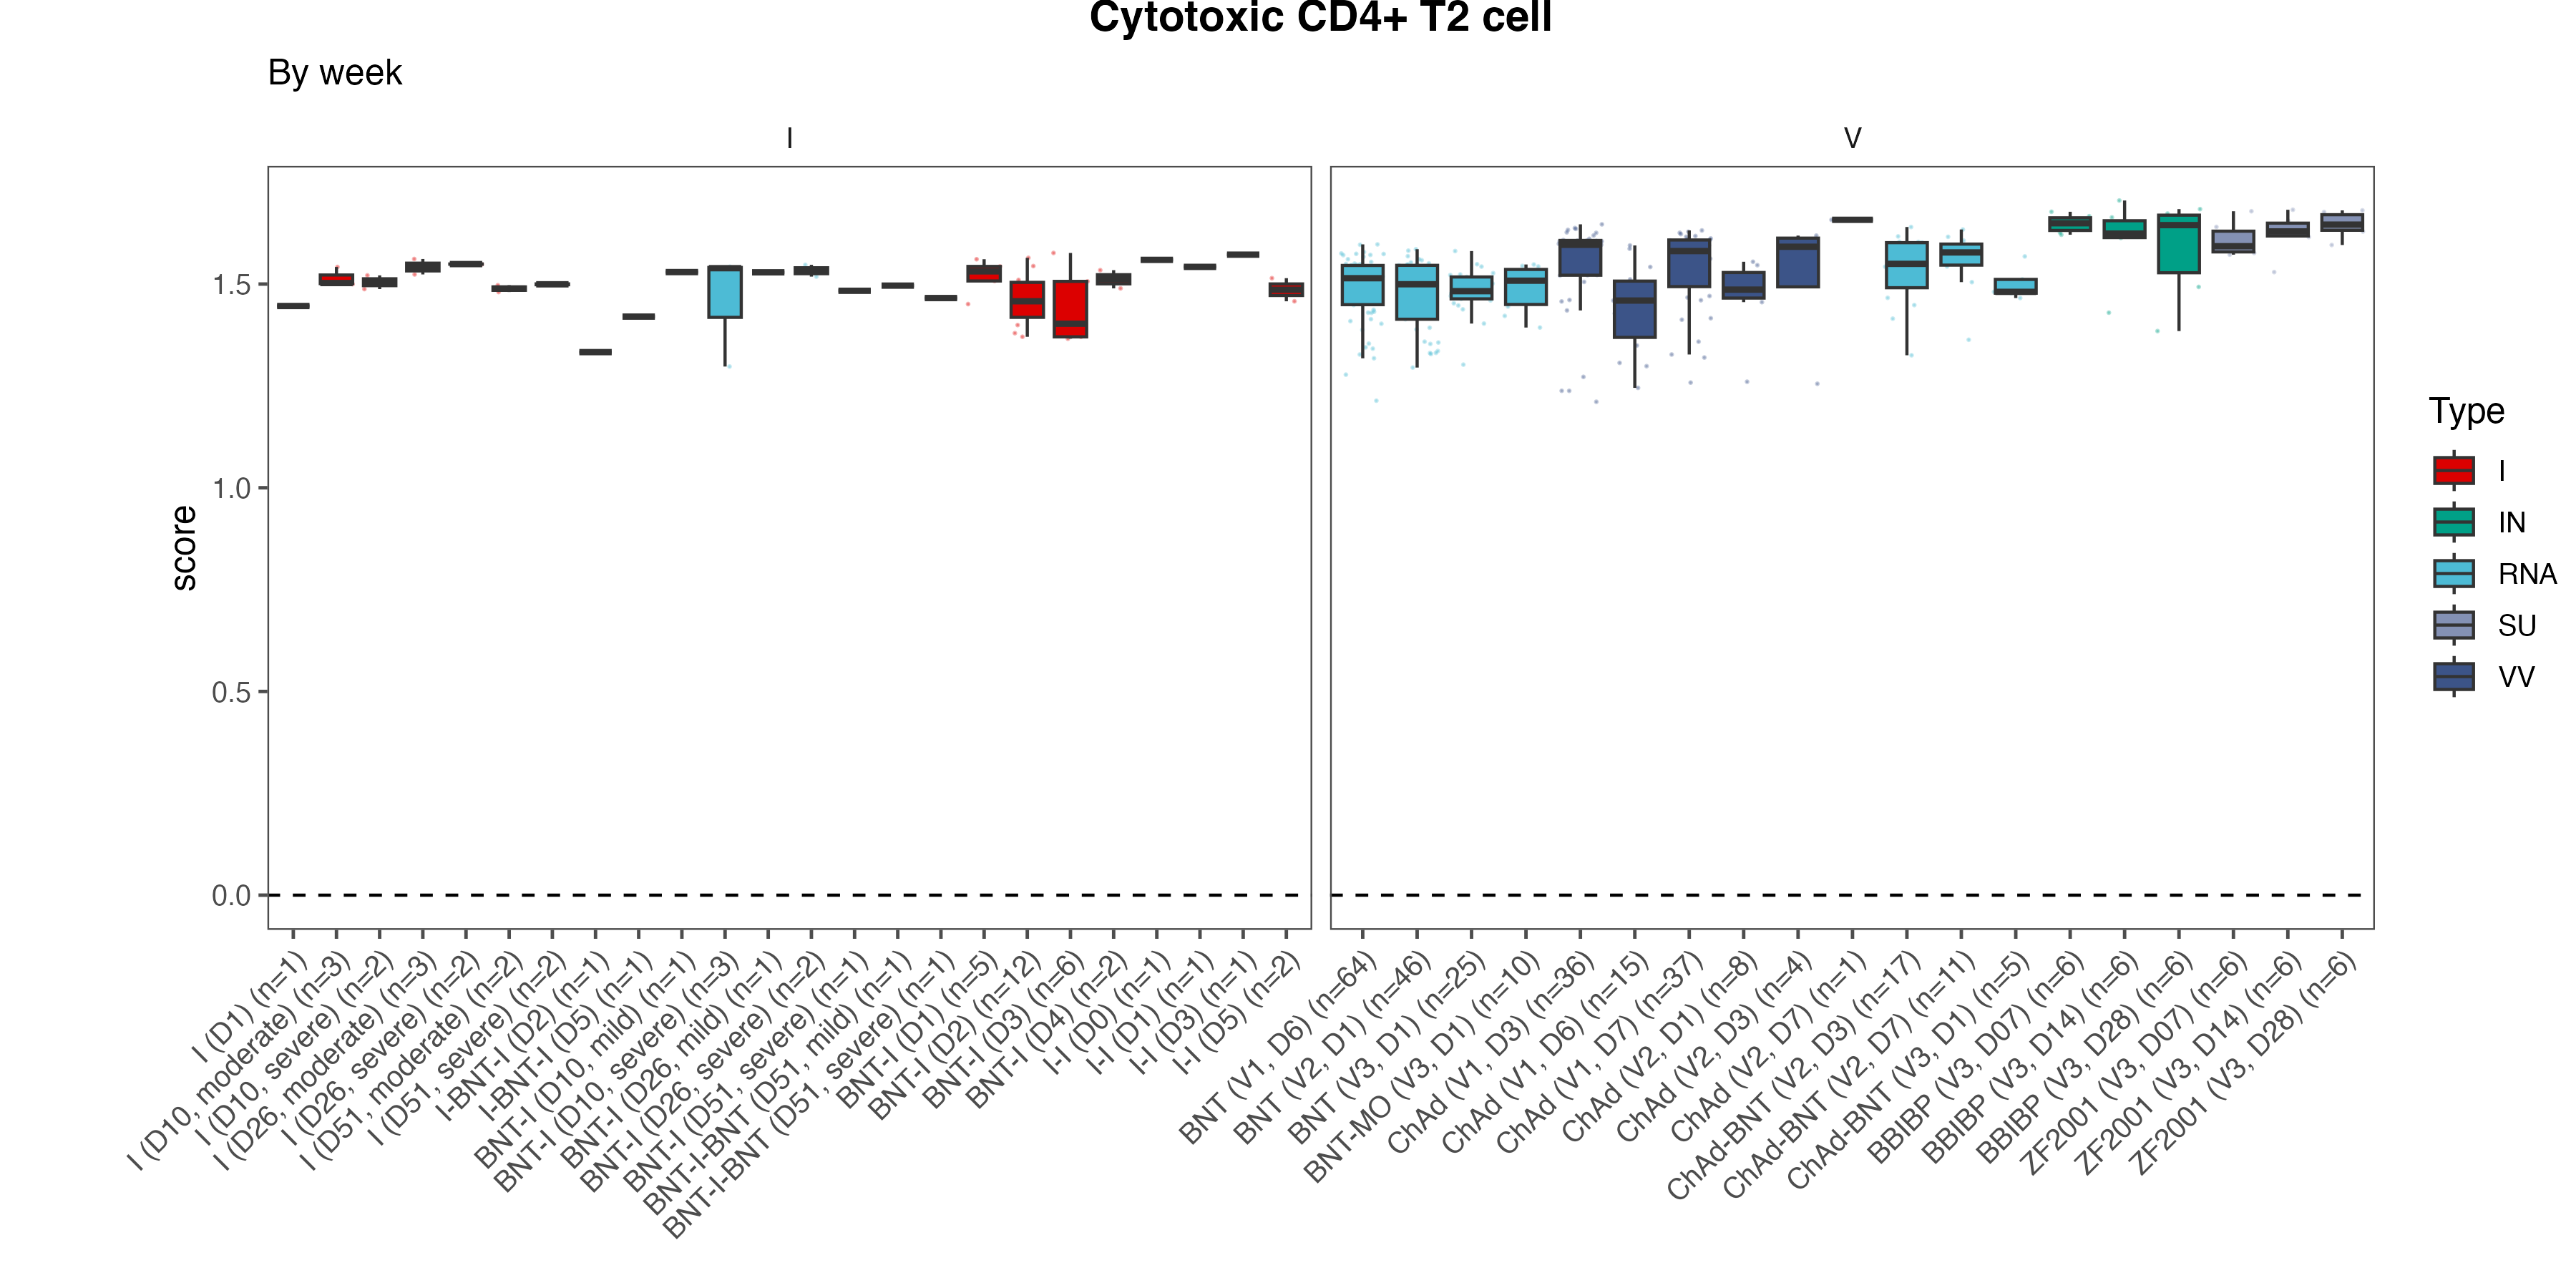 Cytotoxic CD4+ T2 cell
By week
I
V
score
1.5
1.0
0.5
0.0
I (D1) (n=1)
I (D10, moderate) (n=3)
I (D10, severe) (n=2)
I (D26, moderate) (n=3)
I (D26, severe) (n=2)
I (D51, moderate) (n=2)
I (D51, severe) (n=2)
I-BNT-I (D2) (n=1)
I-BNT-I (D5) (n=1)
BNT-I (D10, mild) (n=1)
BNT-I (D10, severe) (n=3)
BNT-I (D26, mild) (n=1)
BNT-I (D26, severe) (n=2)
BNT-I (D51, severe) (n=1)
BNT-I-BNT (D51, mild) (n=1)
BNT-I-BNT (D51, severe) (n=1)
BNT-I (D1) (n=5)
BNT-I (D2) (n=12)
BNT-I (D3) (n=6)
BNT-I (D4) (n=2)
I-I (D0) (n=1)
I-I (D1) (n=1)
I-I (D3) (n=1)
I-I (D5) (n=2)
BNT (V1, D6) (n=64)
BNT (V2, D1) (n=46)
BNT (V3, D1) (n=25)
BNT-MO (V3, D1) (n=10)
ChAd (V1, D3) (n=36)
ChAd (V1, D6) (n=15)
ChAd (V1, D7) (n=37)
ChAd (V2, D1) (n=8)
ChAd (V2, D3) (n=4)
ChAd (V2, D7) (n=1)
ChAd-BNT (V2, D3) (n=17)
ChAd-BNT (V2, D7) (n=11)
ChAd-BNT (V3, D1) (n=5)
BBIBP (V3, D07) (n=6)
BBIBP (V3, D14) (n=6)
BBIBP (V3, D28) (n=6)
ZF2001 (V3, D07) (n=6)
ZF2001 (V3, D14) (n=6)
ZF2001 (V3, D28) (n=6)
Type
I
IN
RNA
SU
VV